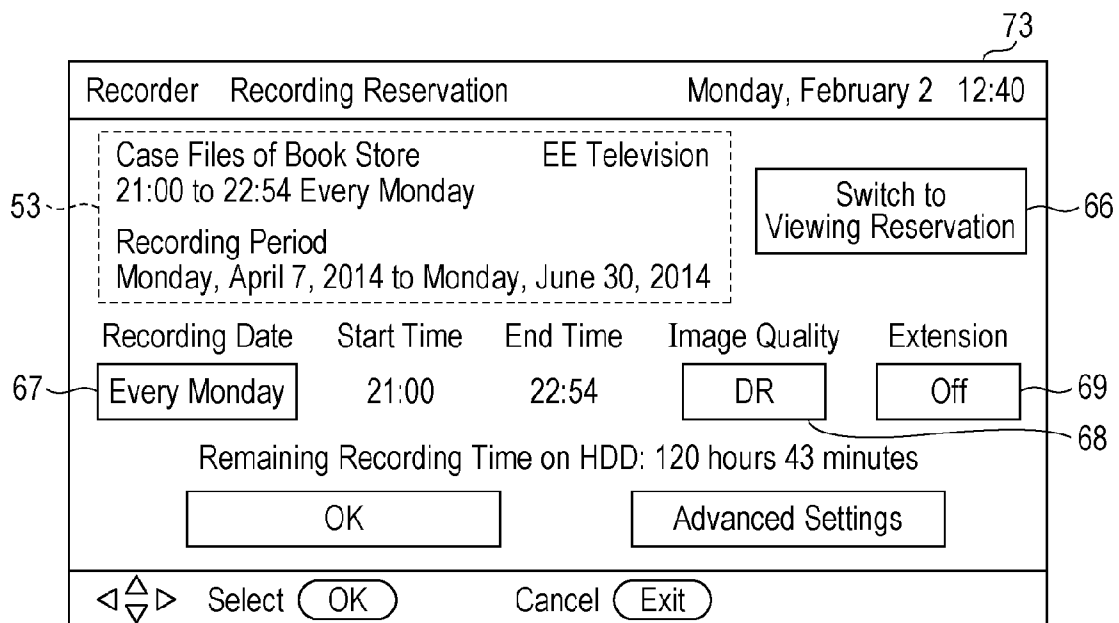 73
Recorder Recording Reservation Monday, February 2 12:40
Case Files of Book Store EE Television
21:00 to 22:54 Every Monday
53
Recording Period
Monday, April 7, 2014 to Monday, June 30, 2014
Switch to
Viewing Reservation
66
Recording Date Start Time End Time Image Quality Extension
67 Every Monday 21:00 22:54 DR Off 69
68
Remaining Recording Time on HDD: 120 hours 43 minutes
OK Advanced Settings
Select OK Cancel Exit